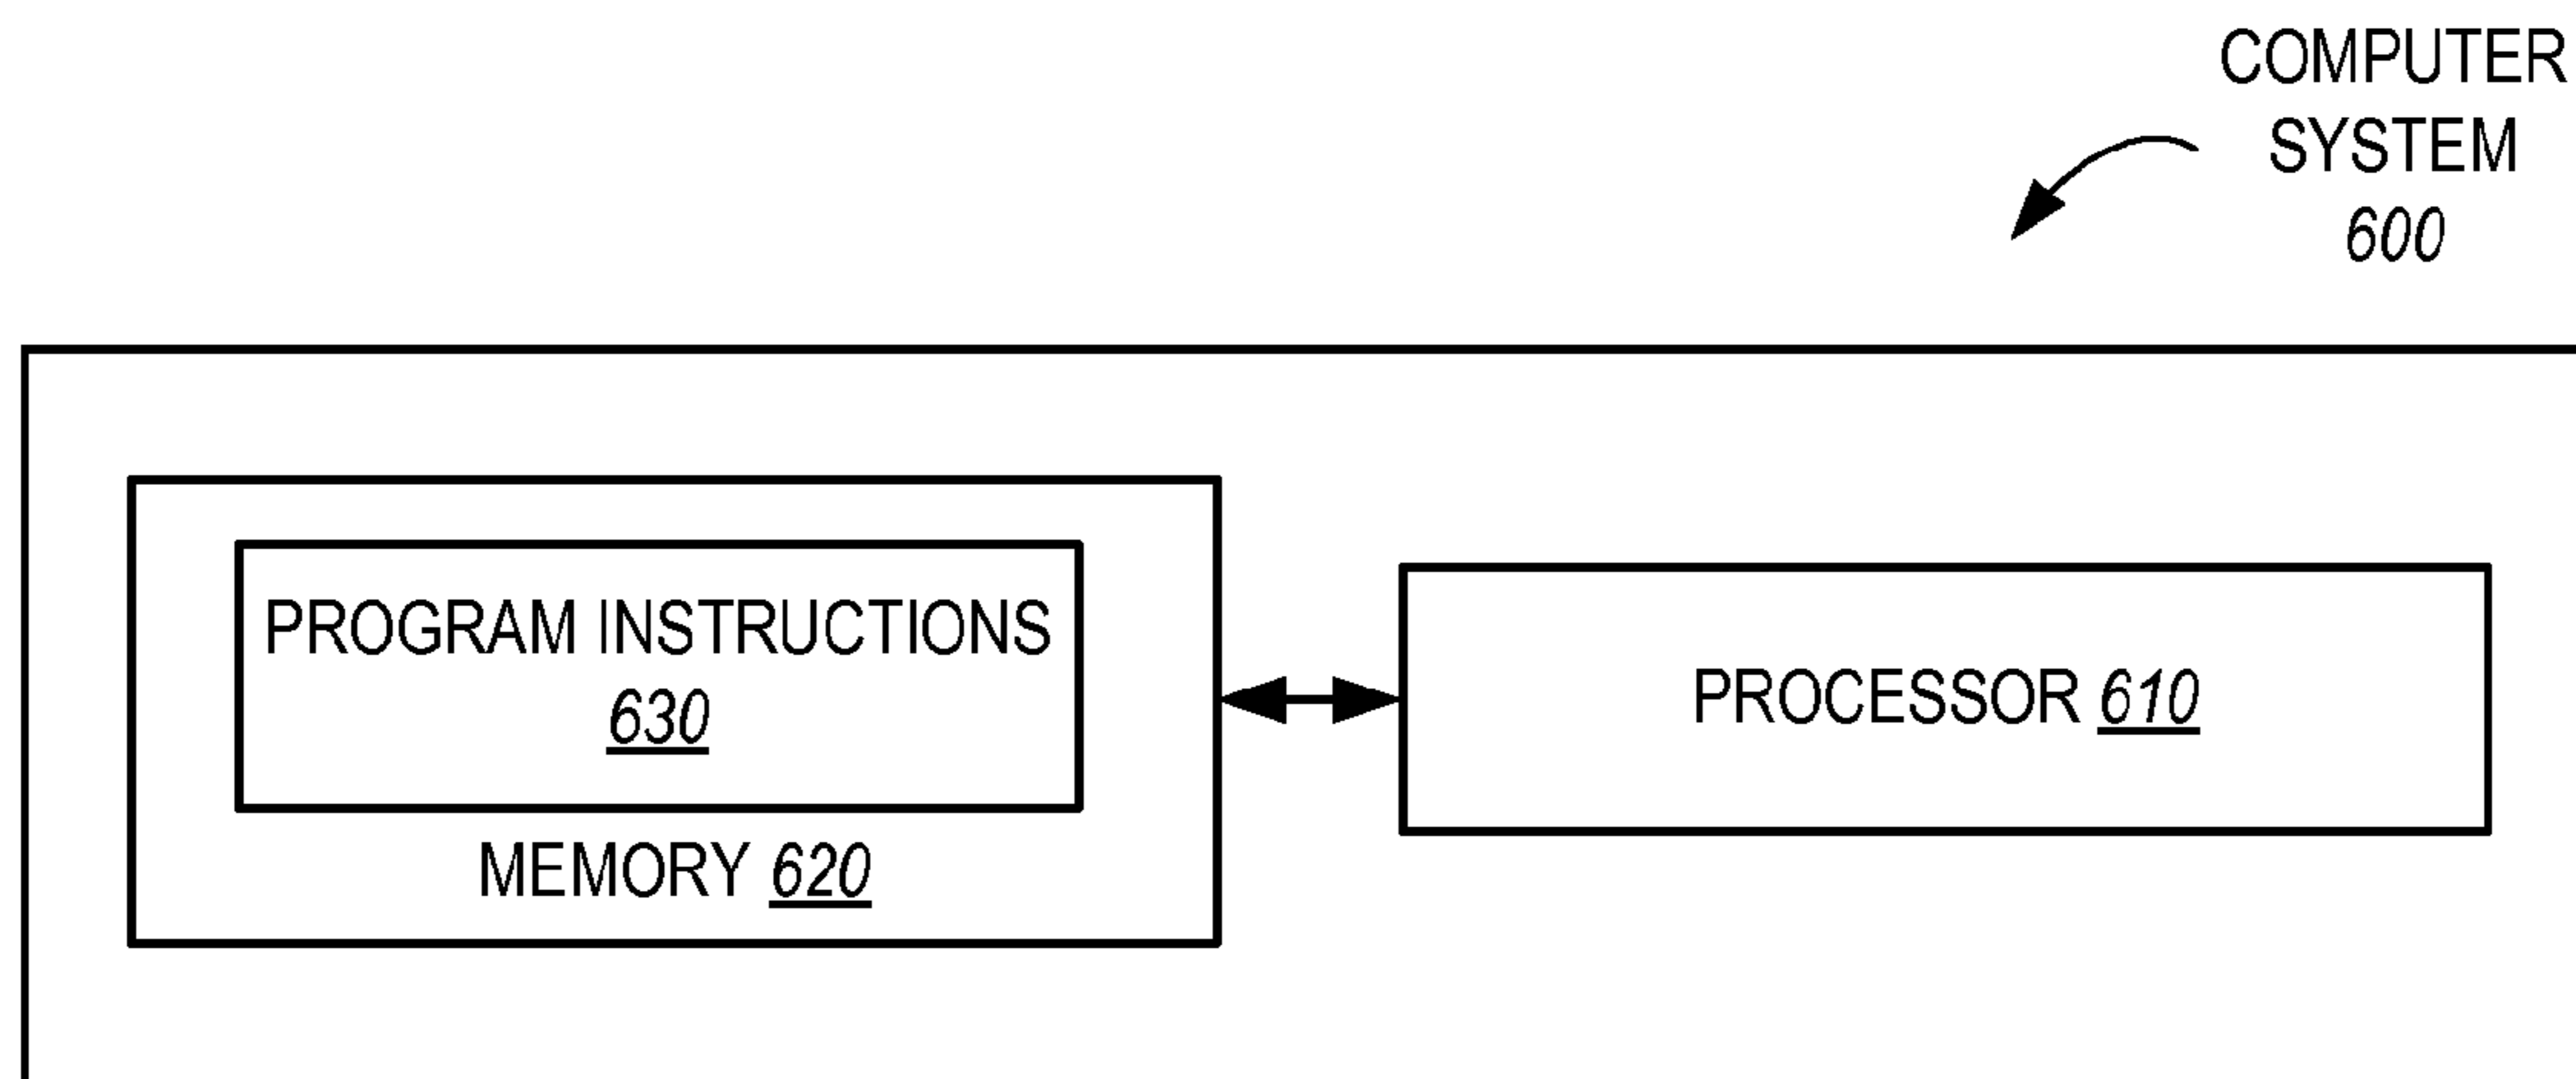 COMPUTER
SYSTEM
600
PROGRAM INSTRUCTIONS
630
MEMORY 620
PROCESSOR 610